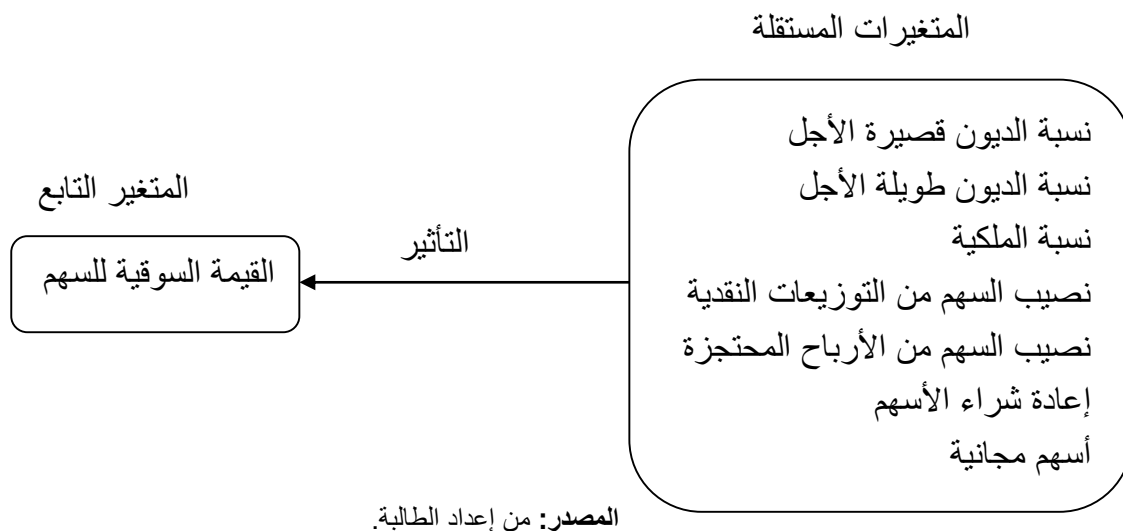 المتغيرات المستقلة
نسبة الديون قصيرة الأجل
نسبة الديون طويلة الأجل
نسبة الملكية
نصيب السهم من التوزيعات النقدية
نصيب السهم من الأرباح المحتجزة
إعادة شراء الأسهم
أسهم مجانية
التأثير
المتغير التابع
القيمة السوقية للسهم
المصدر: من إعداد الطالبة.